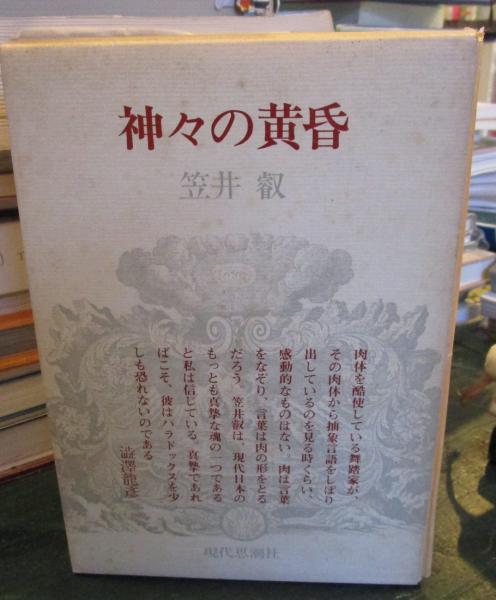 神々の黄昏
笠井 叡
肉体を酷使している舞踏家が、
その肉体から抽象言語をしぼり
出しているのを見る時くらい、
感動的なものはない。肉は言葉
をなぞり、言葉は肉の形をとる
だろう。笠井叡は、現代日本の
もっとも真摯な魂の一つである
と私は信じている。真摯であれ
ばこそ、彼はパラドックスを少
しも恐れないのである
澁澤龍彦
現代思潮社